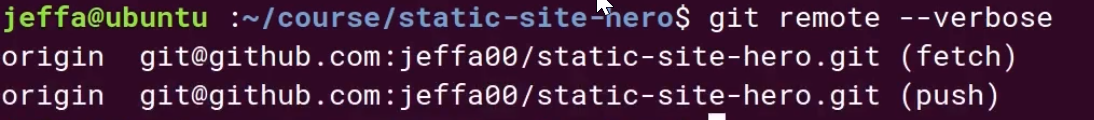 jeffa@ubuntu :~/course/static-site-hero$ git remote --verbose
origin  git@github.com:jeffa00/static-site-hero.git (fetch)
origin  git@github.com:jeffa00/static-site-hero.git (push)